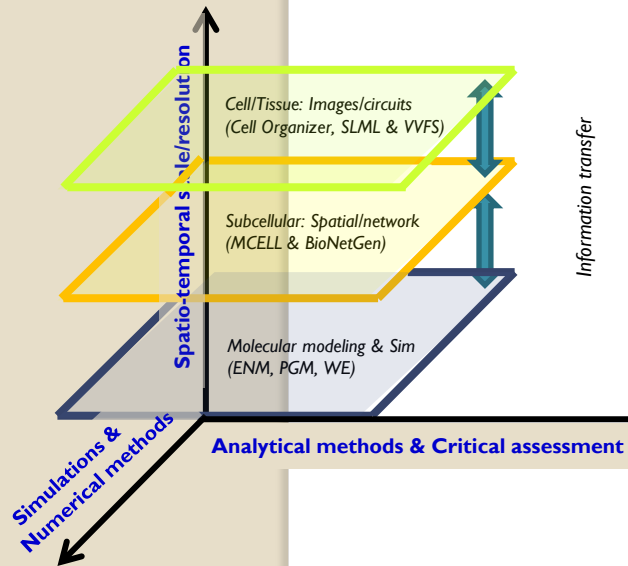 Spatio-temporal scale/resolution
Cell/Tissue: Images/circuits
(Cell Organizer, SLML & VVFS)
Subcellular: Spatial/network
(MCELL & BioNetGen)
Molecular modeling & Sim
(ENM, PGM, WE)
Information transfer
Analytical methods & Critical assessment
Simulations &
Numerical methods